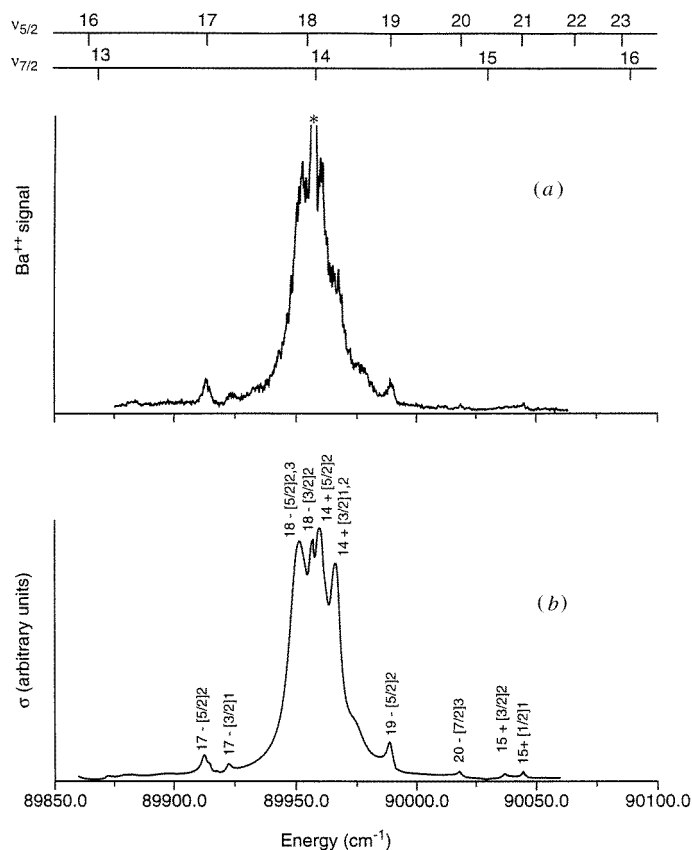 ν5/2 16 17 18 19 20 21 22 23
ν7/2 13 14 15 16
*
(a)
Ba++ signal
18 - [5/2]2,3
18 - [3/2]2
14 + [5/2]2
14 + [3/2]1,2
(b)
σ (arbitrary units)
17 - [5/2]2
17 - [3/2]1
19 - [5/2]2
20 - [7/2]3
15 + [3/2]2
15+ [1/2]1
89850.0 89900.0 89950.0 90000.0 90050.0 90100.0
Energy (cm-1)